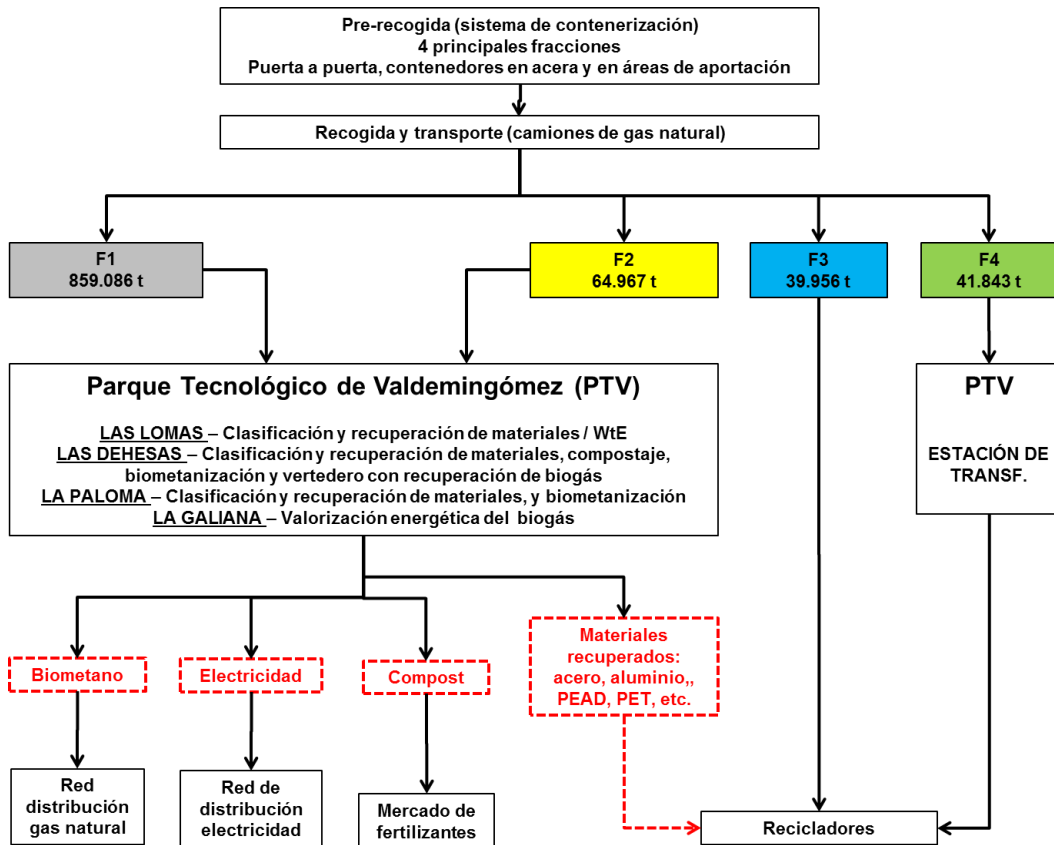 Pre-recogida (sistema de contenerización)
4 principales fracciones
Puerta a puerta, contenedores en acera y en áreas de aportación
Recogida y transporte (camiones de gas natural)
F1
859.086 t
F2
64.967 t
F3
39.956 t
F4
41.843 t
Parque Tecnológico de Valdemingómez (PTV)
LAS LOMAS – Clasificación y recuperación de materiales / WtE
LAS DEHESAS – Clasificación y recuperación de materiales, compostaje,
biometanización y vertedero con recuperación de biogás
LA PALOMA – Clasificación y recuperación de materiales, y biometanización
LA GALIANA – Valorización energética del biogás
PTV
ESTACIÓN DE
TRANSF.
Biometano
Electricidad
Compost
Materiales
recuperados:
acero, aluminio,,
PEAD, PET, etc.
Red
distribución
gas natural
Red de
distribución
electricidad
Mercado de
fertilizantes
Recicladores